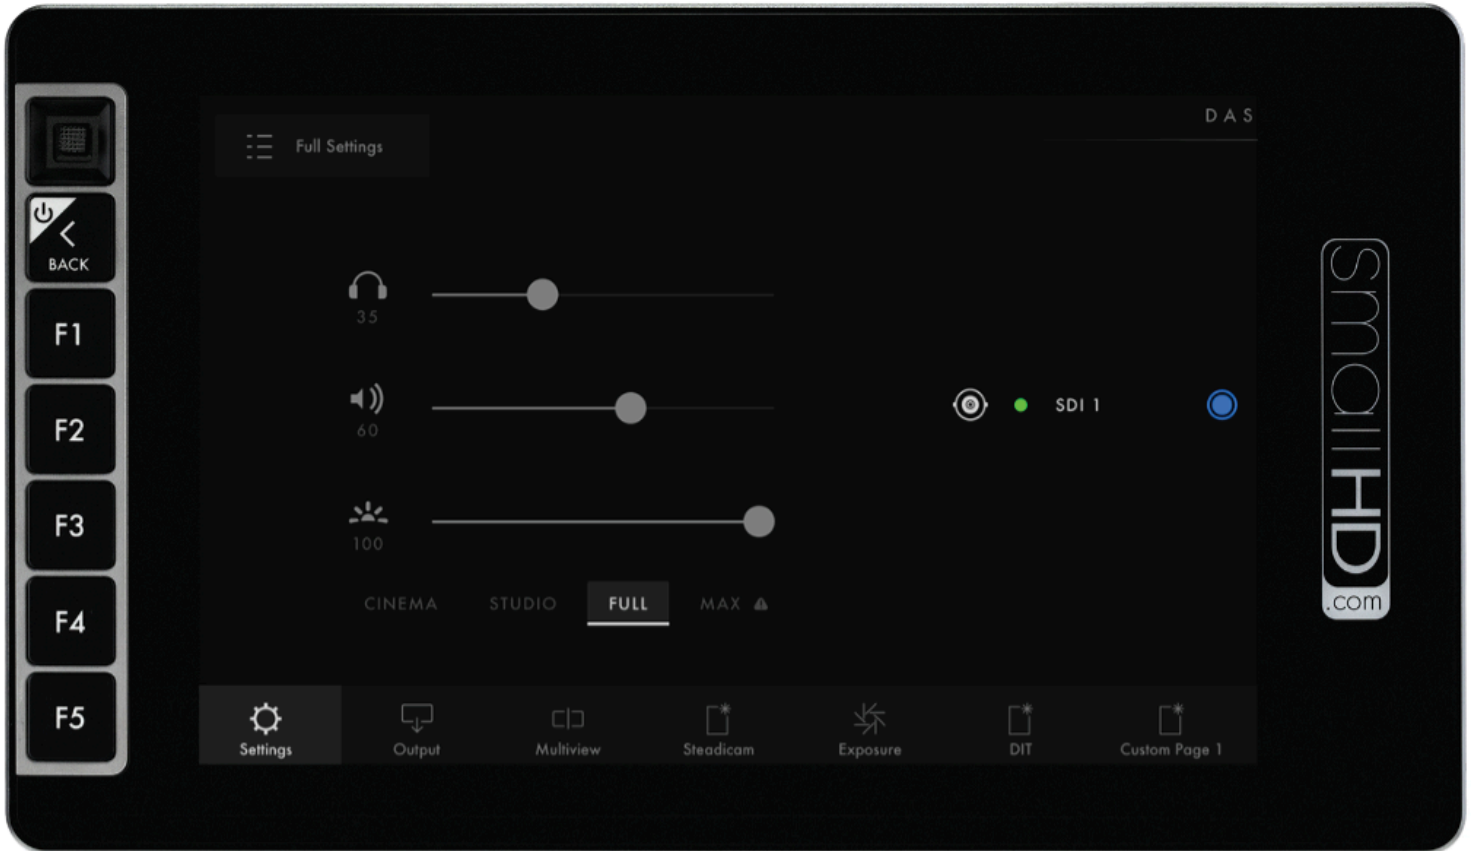 DAS
Full Settings
BACK
35
F1
SDI 1
60
F2
F3
100
CINEMA STUDIO FULL MAX
F4
F5
Settings Output Multiview Steadicam Exposure DIT Custom Page 1
smallHD
.com